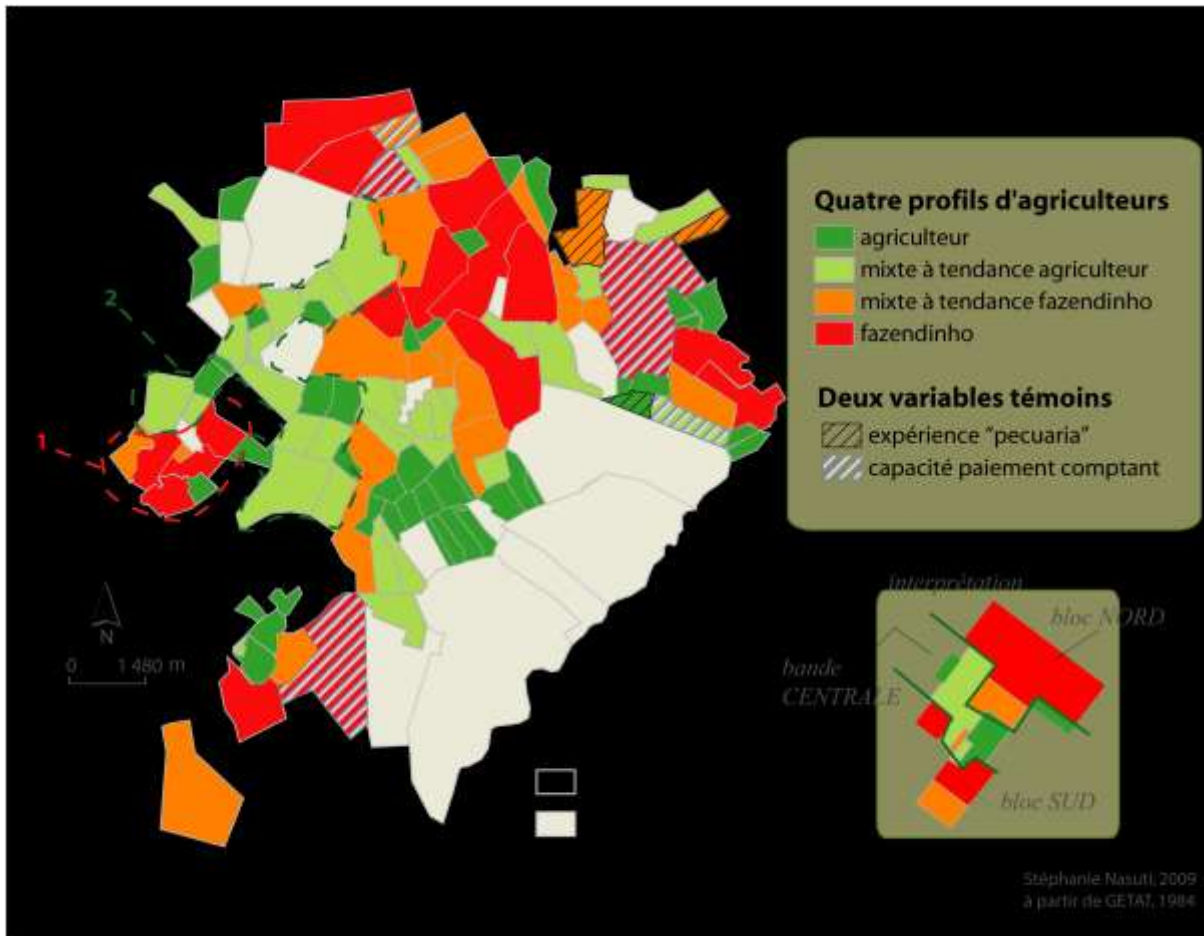 Quatre profils d'agriculteurs
agriculteur
mixte à tendance agriculteur
mixte à tendance fazendinho
fazendinho
Deux variables témoins
expérience "pecuaria"
capacité paiement comptant
2
1
N
0 1 480 m
interprétation
bloc NORD
bande
CENTRALE
bloc SUD
Stéphanie Nasuti, 2009
à partir de GETAT, 1984